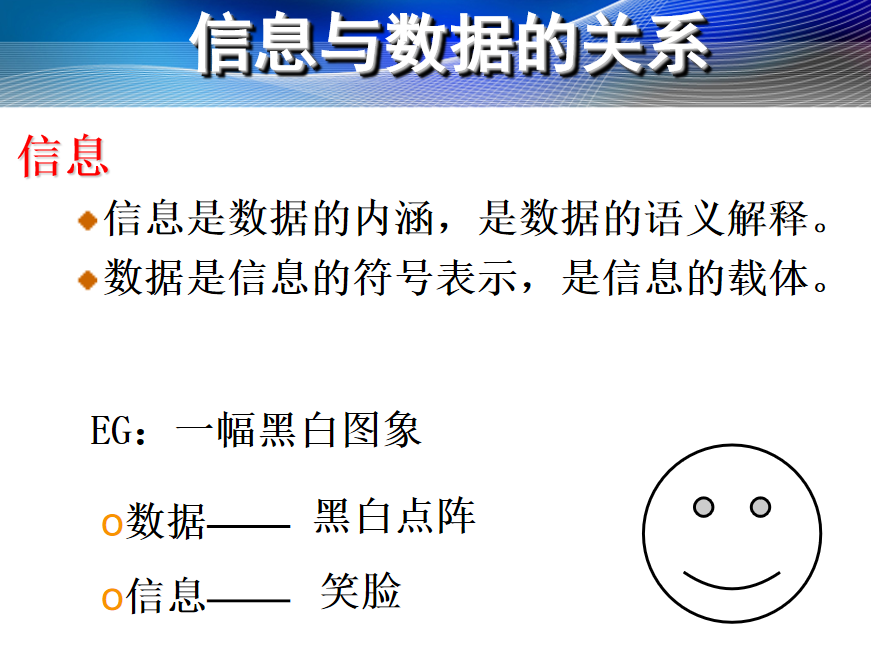 信息与数据的关系
信息
信息是数据的内涵，是数据的语义解释。
数据是信息的符号表示，是信息的载体。
EG：一幅黑白图象
o数据—— 黑白点阵
o信息—— 笑脸